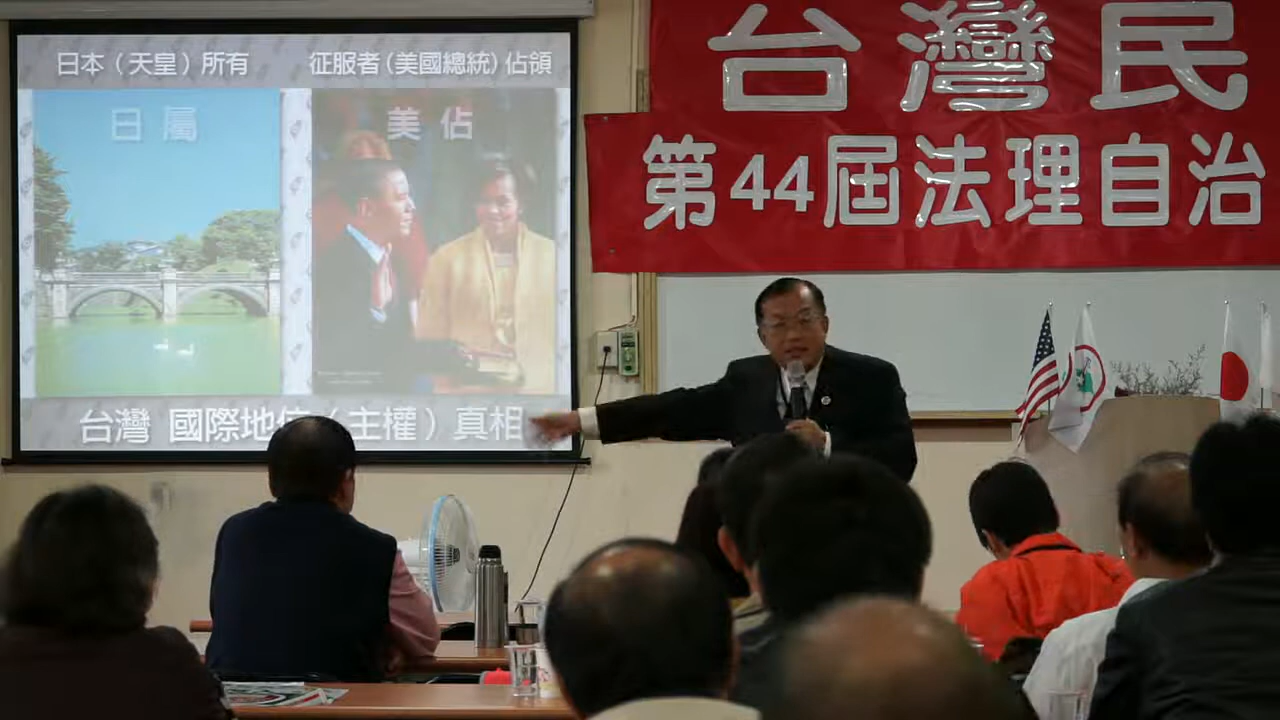 日本（天皇）所有
征服者（美國總統）佔領
日屬
美佔
台灣 國際地位（主權）真相
台灣民
第44屆法理自治